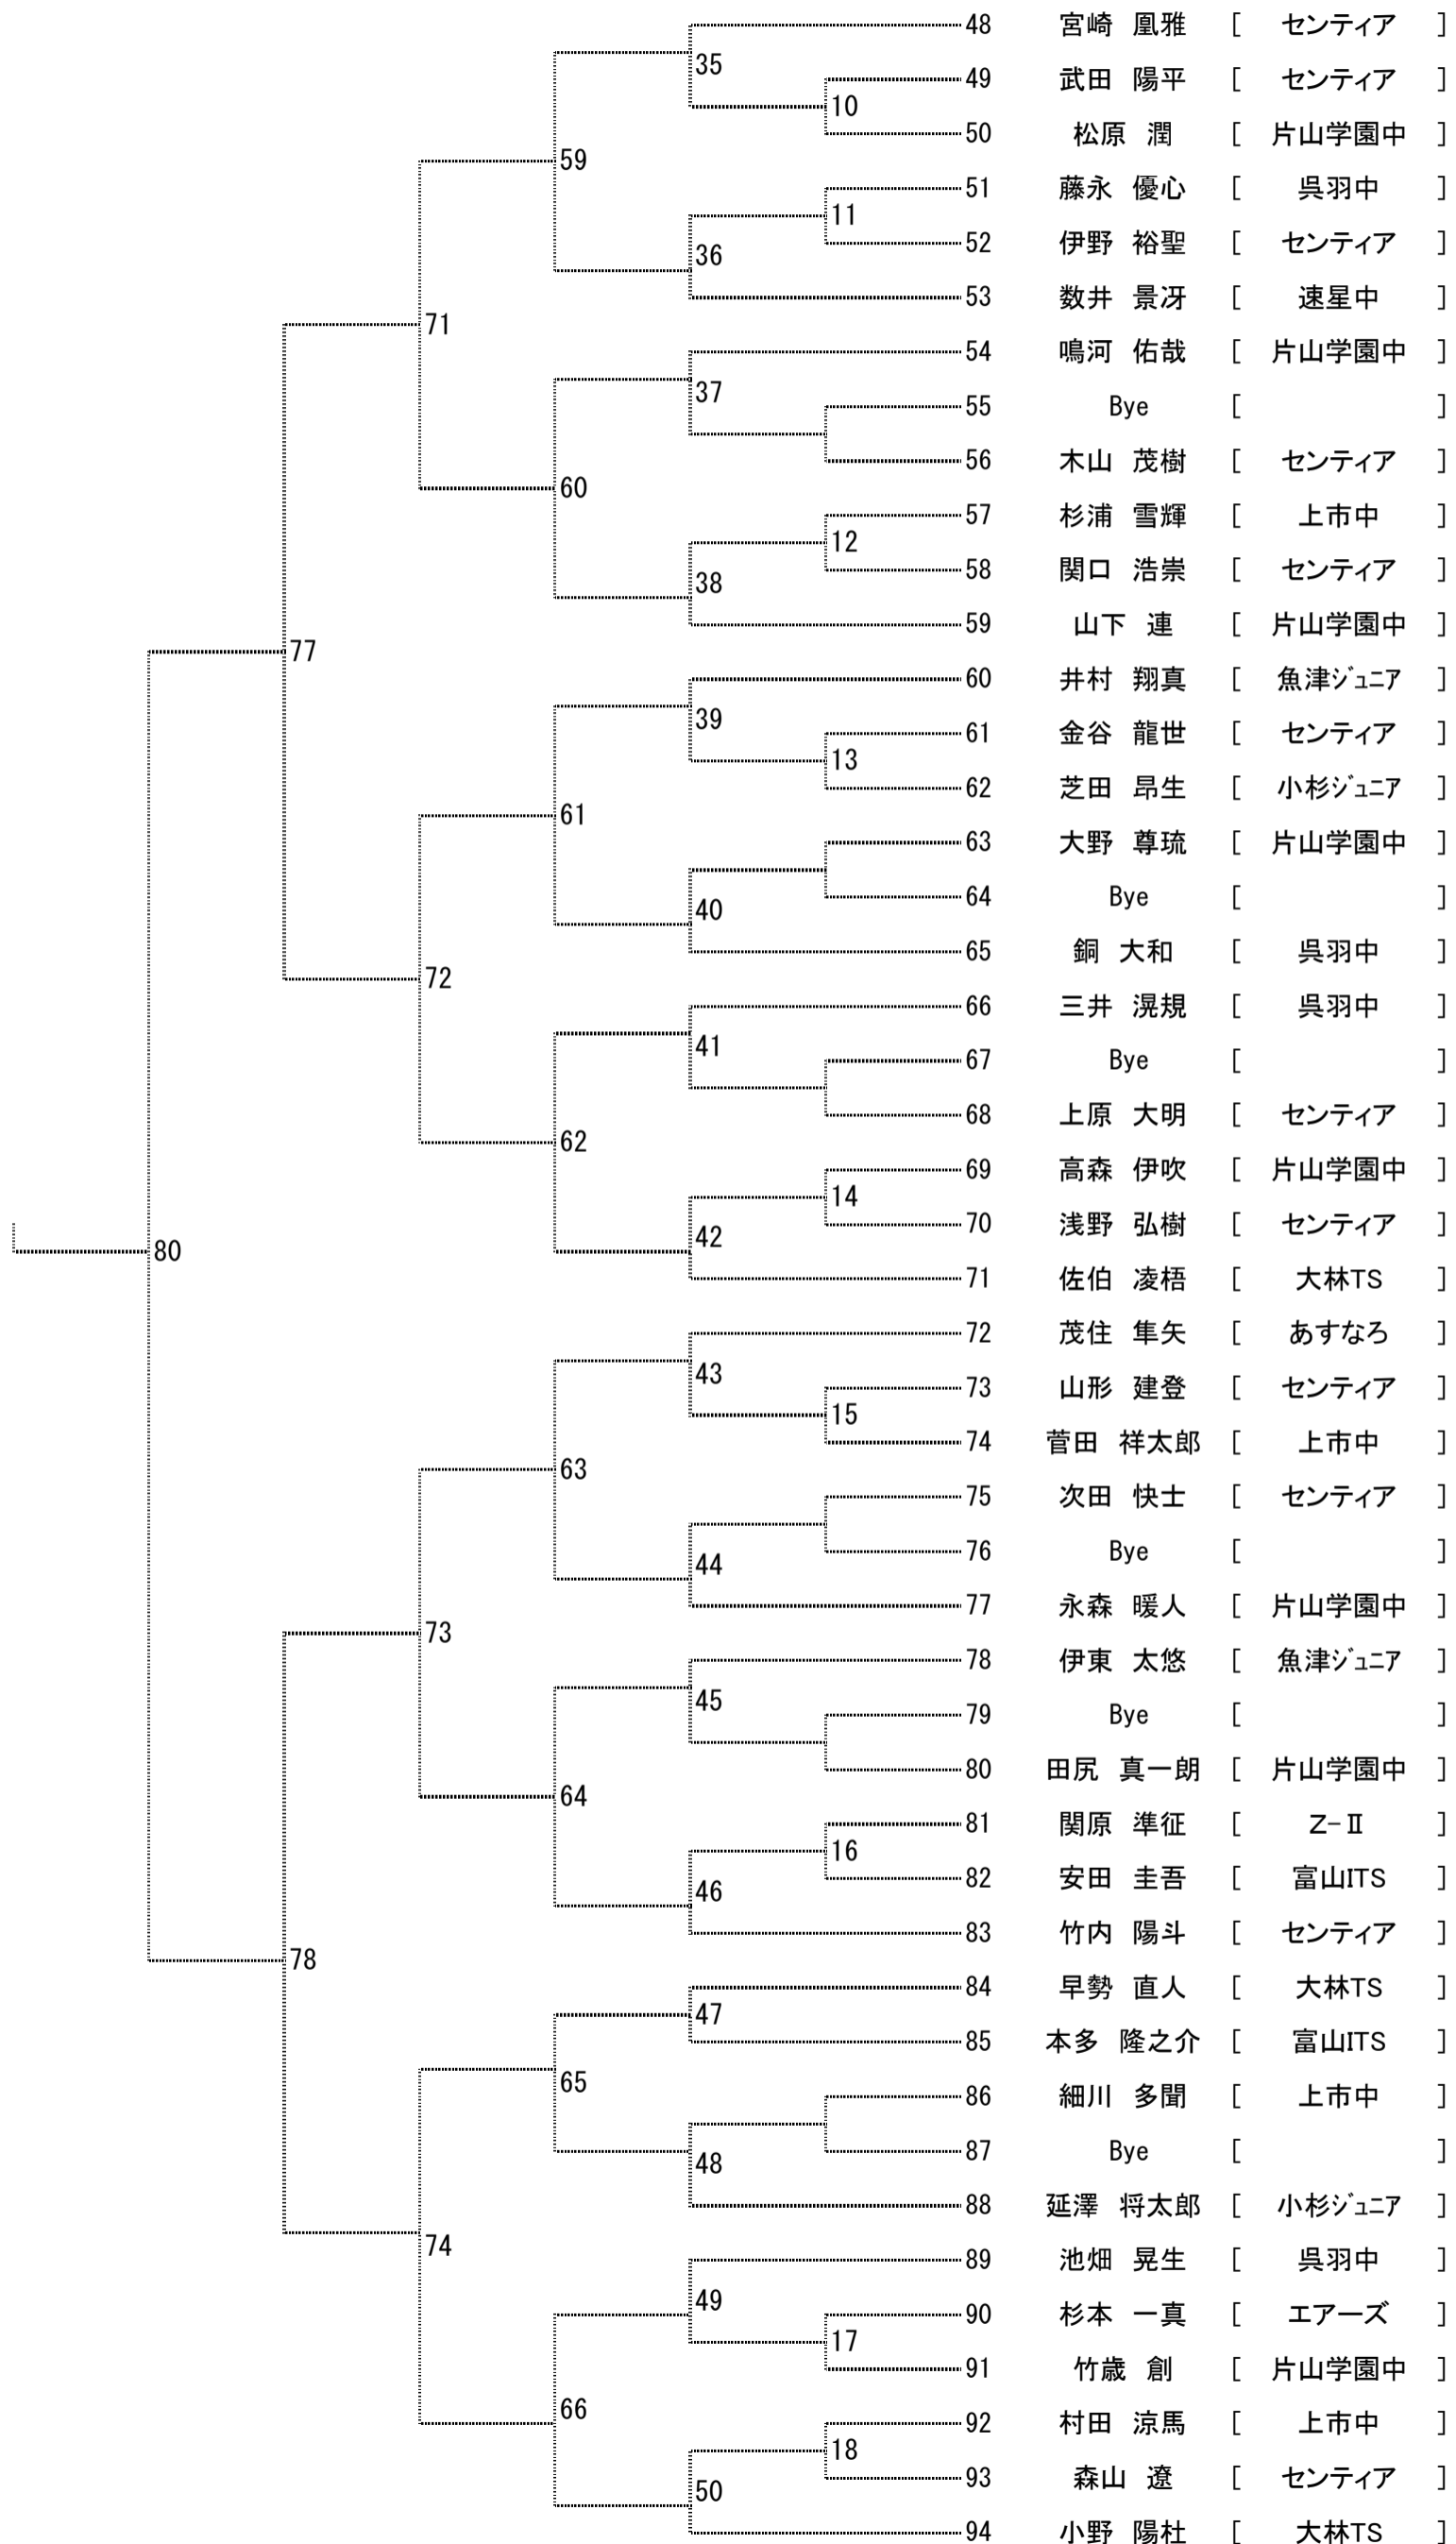 48 宮崎 凰雅 [ センティア ]
35
49 武田 陽平 [ センティア ]
10
50 松原 潤 [ 片山学園中 ]
59
51 藤永 優心 [ 呉羽中 ]
11
52 伊野 裕聖 [ センティア ]
36
53 数井 景冴 [ 速星中 ]
71
54 鳴河 佑哉 [ 片山学園中 ]
37
55 Bye [ ]
56 木山 茂樹 [ センティア ]
60
57 杉浦 雪輝 [ 上市中 ]
12
58 関口 浩崇 [ センティア ]
38
59 山下 連 [ 片山学園中 ]
77
60 井村 翔真 [ 魚津ｼﾞｭﾆｱ ]
39
61 金谷 龍世 [ センティア ]
13
62 芝田 昂生 [ 小杉ｼﾞｭﾆｱ ]
61
63 大野 尊琉 [ 片山学園中 ]
64 Bye [ ]
40
65 銅 大和 [ 呉羽中 ]
72
66 三井 滉規 [ 呉羽中 ]
41
67 Bye [ ]
68 上原 大明 [ センティア ]
62
69 高森 伊吹 [ 片山学園中 ]
14
70 浅野 弘樹 [ センティア ]
42
80
71 佐伯 凌梧 [ 大林TS ]
72 茂住 隼矢 [ あすなろ ]
43
73 山形 建登 [ センティア ]
15
74 菅田 祥太郎 [ 上市中 ]
63
75 次田 快士 [ センティア ]
76 Bye [ ]
44
77 永森 暖人 [ 片山学園中 ]
73
78 伊東 太悠 [ 魚津ｼﾞｭﾆｱ ]
45
79 Bye [ ]
80 田尻 真一朗 [ 片山学園中 ]
64
81 関原 準征 [ Z-Ⅱ ]
16
82 安田 圭吾 [ 富山ITS ]
46
83 竹内 陽斗 [ センティア ]
78
84 早勢 直人 [ 大林TS ]
47
85 本多 隆之介 [ 富山ITS ]
65
86 細川 多聞 [ 上市中 ]
87 Bye [ ]
48
88 延澤 将太郎 [ 小杉ｼﾞｭﾆｱ ]
74
89 池畑 晃生 [ 呉羽中 ]
49
90 杉本 一真 [ エアーズ ]
17
91 竹歳 創 [ 片山学園中 ]
66
92 村田 涼馬 [ 上市中 ]
18
93 森山 遼 [ センティア ]
50
94 小野 陽杜 [ 大林TS ]